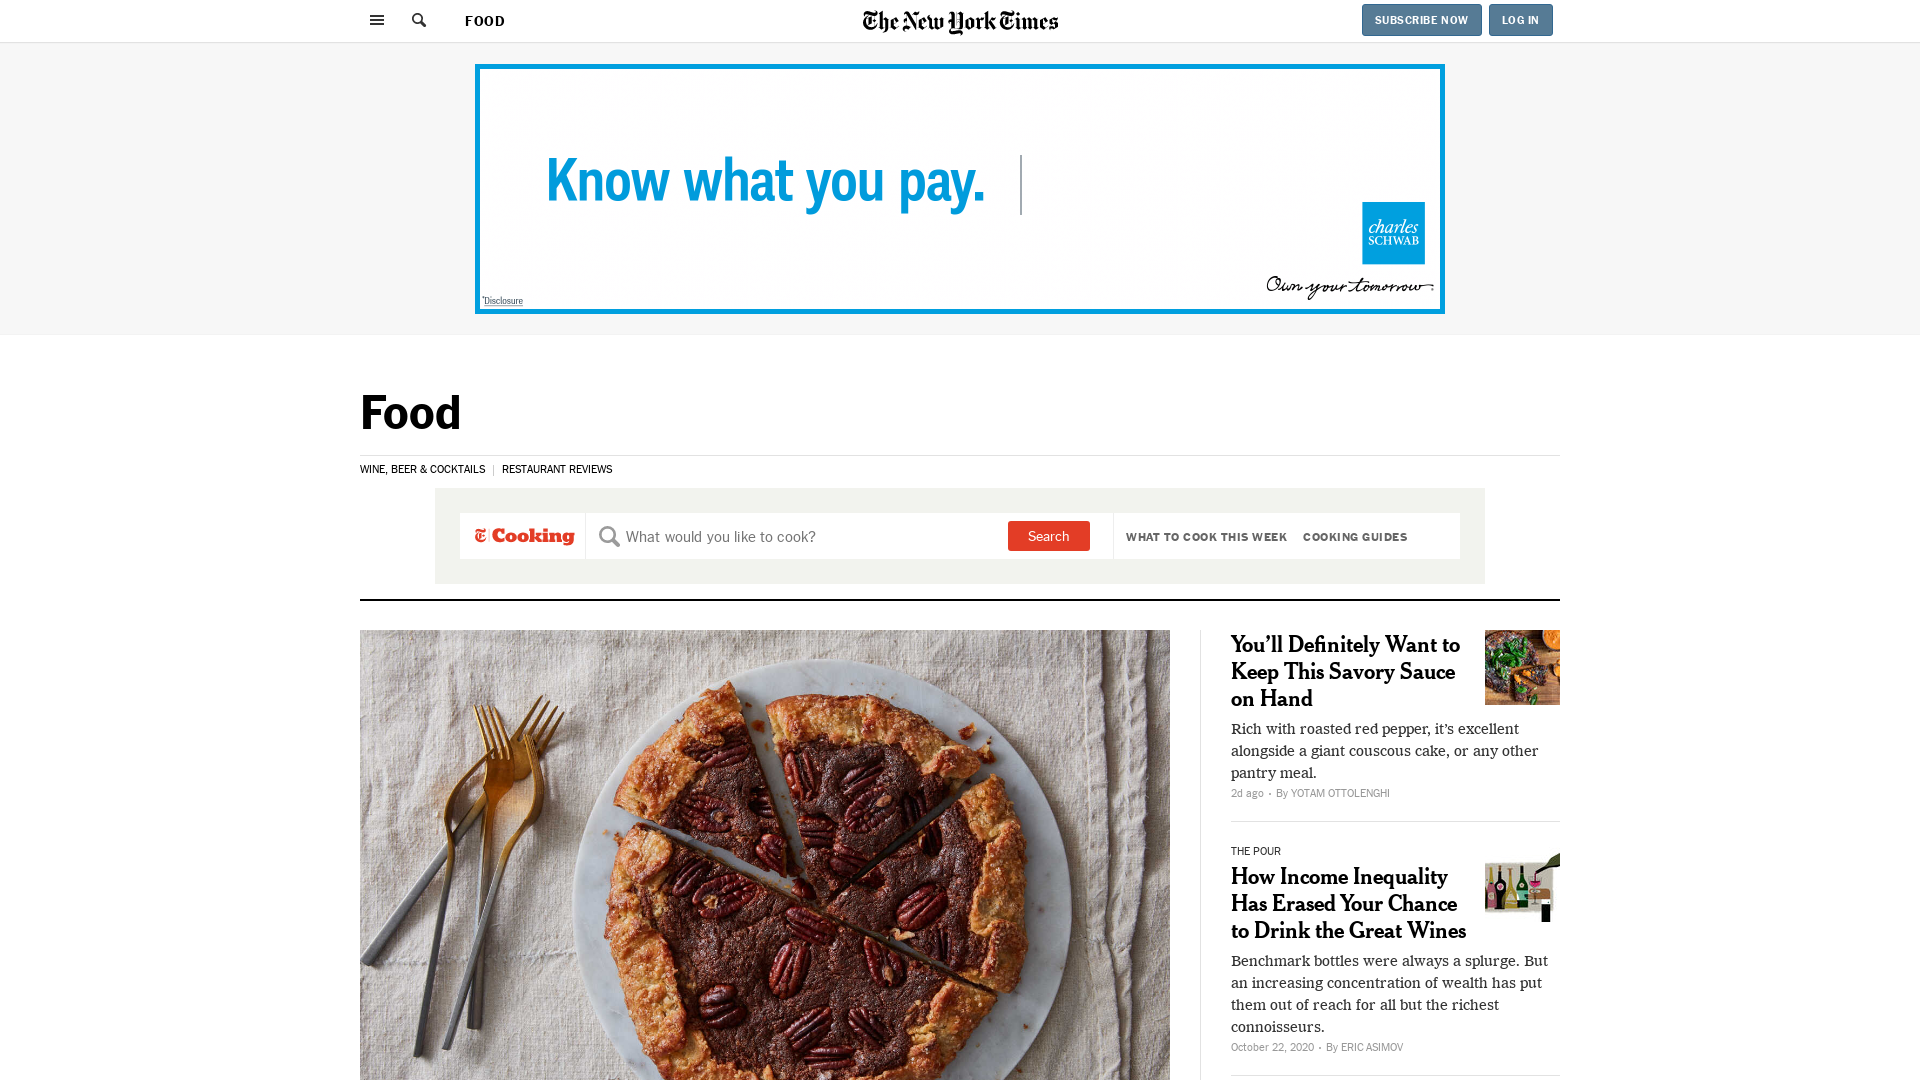 FOOD
The New York Times
SUBSCRIBE NOW
LOG IN
Know what you pay.
charles
SCHWAB
Own your tomorrow.
*Disclosure
Food
WINE, BEER & COCKTAILS | RESTAURANT REVIEWS
Cooking
What would you like to cook?
Search
WHAT TO COOK THIS WEEK
COOKING GUIDES
You’ll Definitely Want to
Keep This Savory Sauce
on Hand
Rich with roasted red pepper, it’s excellent
alongside a giant couscous cake, or any other
pantry meal.
2d ago • By YOTAM OTTOLENGHI
THE POUR
How Income Inequality
Has Erased Your Chance
to Drink the Great Wines
Benchmark bottles were always a splurge. But
an increasing concentration of wealth has put
them out of reach for all but the richest
connoisseurs.
October 22, 2020 • By ERIC ASIMOV